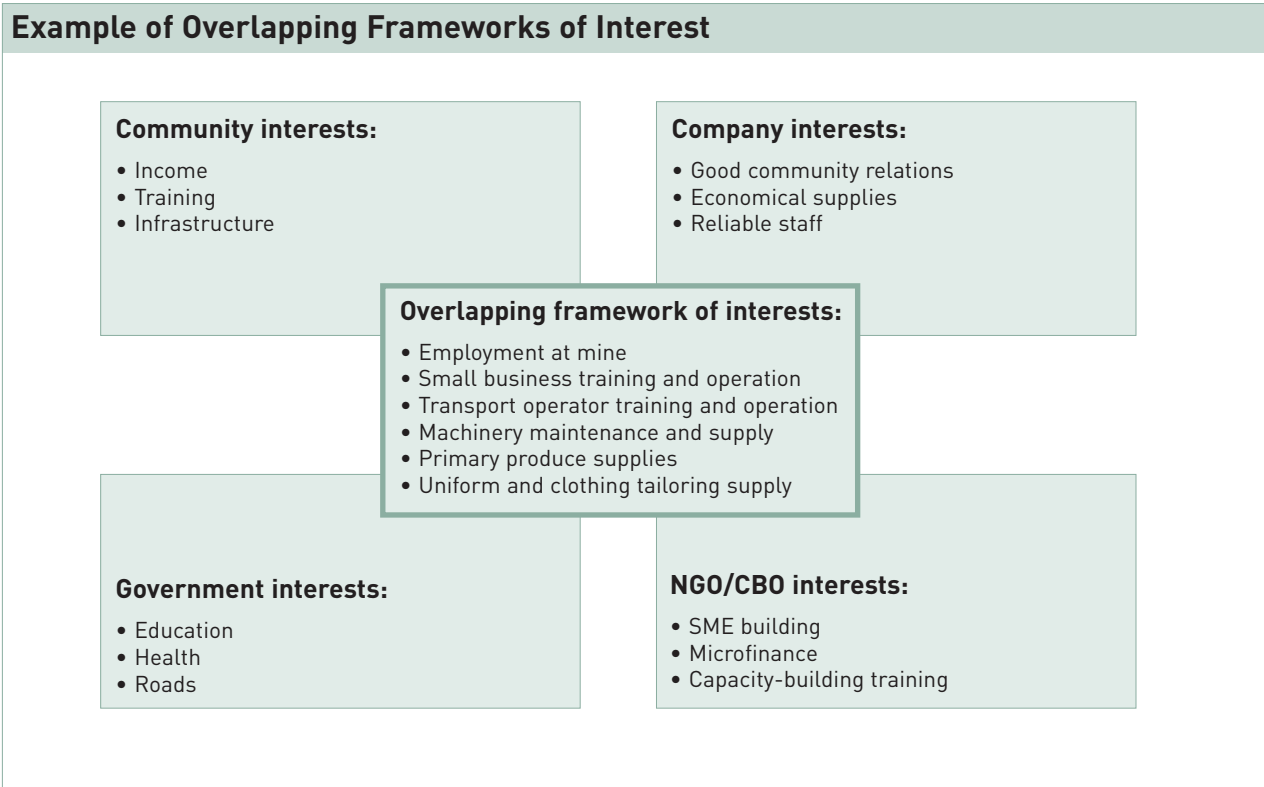 Example of Overlapping Frameworks of Interest
Community interests:
• Income
• Training
• Infrastructure
Company interests:
• Good community relations
• Economical supplies
• Reliable staff
Overlapping framework of interests:
• Employment at mine
• Small business training and operation
• Transport operator training and operation
• Machinery maintenance and supply
• Primary produce supplies
• Uniform and clothing tailoring supply
Government interests:
• Education
• Health
• Roads
NGO/CBO interests:
• SME building
• Microfinance
• Capacity-building training